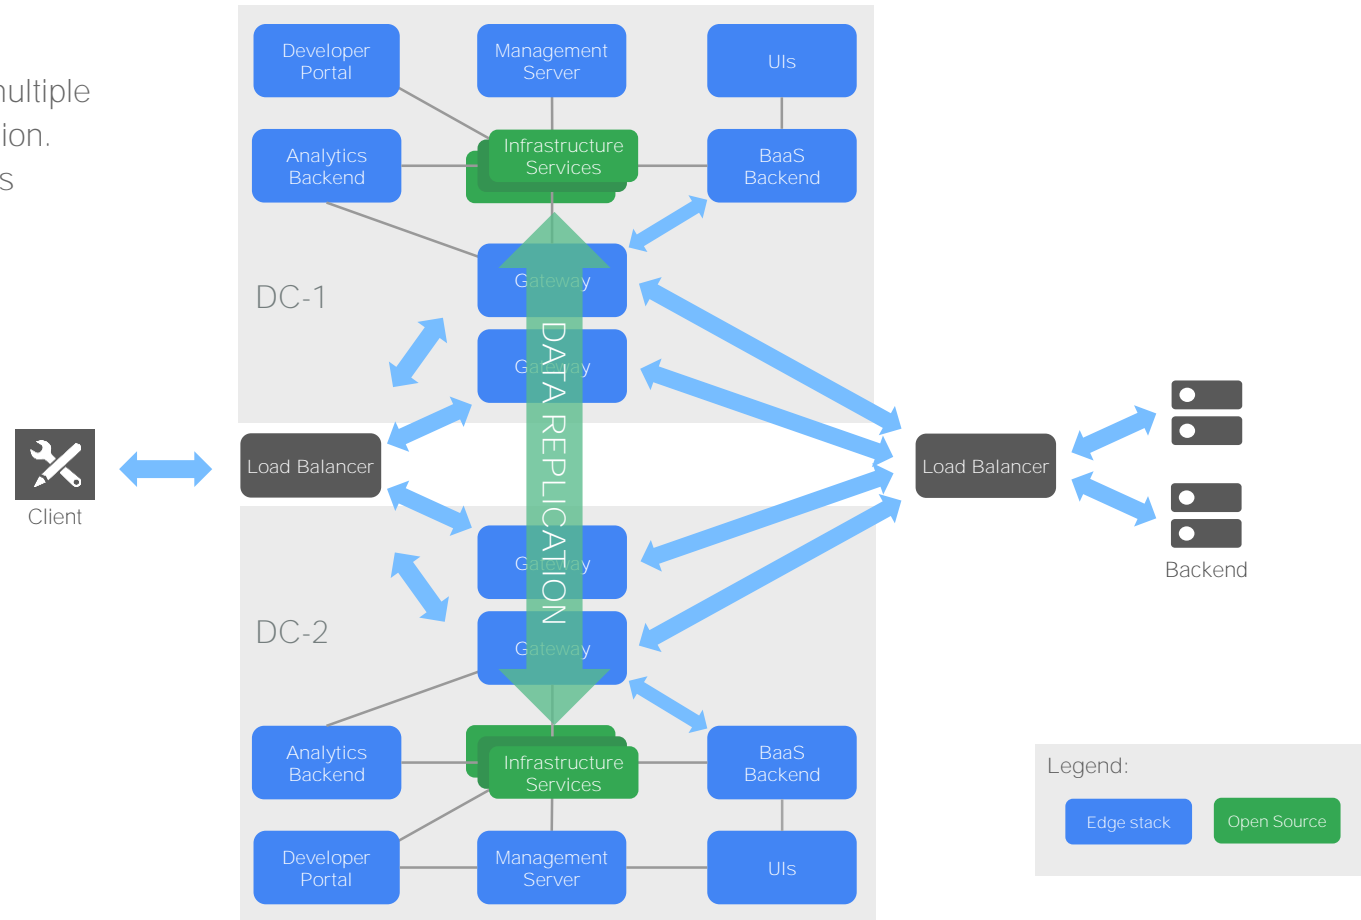 nultiple
ion.
s
Developer
Portal
Management
Server
UIs
Analytics
Backend
Infrastructure
Services
BaaS
Backend
DC-1
Gateway
Gateway
DATA REPLICATION
Client
Load Balancer
Load Balancer
Backend
Gateway
DC-2
Gateway
Analytics
Backend
Infrastructure
Services
BaaS
Backend
Developer
Portal
Management
Server
UIs
Legend:
Edge stack
Open Source